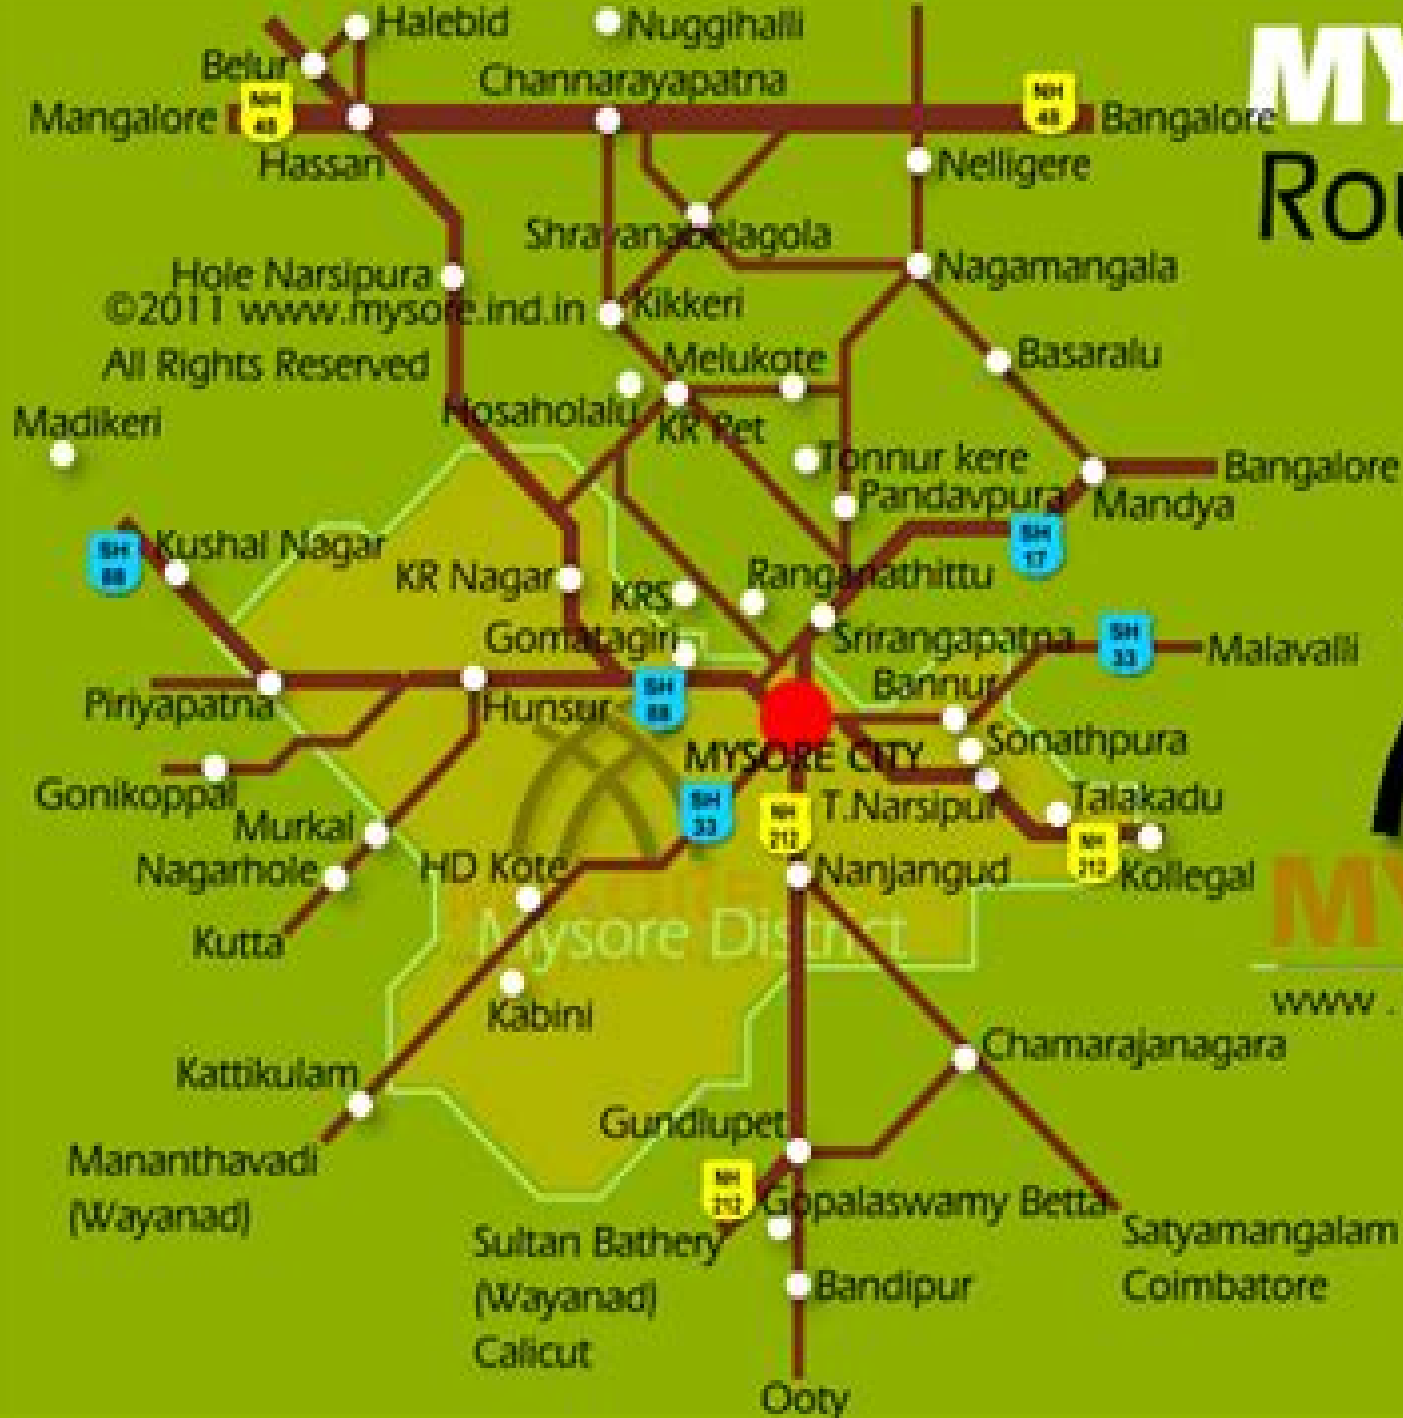 Halebid
Nuggihalli
MY
Belur
Channarayapatna
NH
48
NH
48
Mangalore
Bangalore
Hassan
Nelligere
Rou
Shravanabelagola
Hole Narsipura
Nagamangala
©2011 www.mysore.ind.in
Kikkeri
All Rights Reserved
Melukote
Basaralu
Hosaholalu
KR Pet
Madikeri
Tonnur kere
Bangalore
Pandavpura
Mandya
SH
17
SH
88
Kushal Nagar
KR Nagar
KRS
Ranganathittu
Gomatagiri
Srirangapatna
SH
33
Malavalli
Bannur
Piriyapatna
Hunsur
SH
88
MYSORE CITY
Sonathpura
Gonikoppal
SH
33
NH
212
T.Narsipur
Talakadu
Murkal
NH
212
Nagarhole
HD Kote
Nanjangud
Kollegal
Kutta
Mysore District
MY
www .
Kabini
Chamarajanagara
Kattikulam
Gundlupet
Mananthavadi
(Wayanad)
NH
212
Gopalaswamy Betta
Satyamangalam
Coimbatore
Sultan Bathery
(Wayanad)
Calicut
Bandipur
Ooty